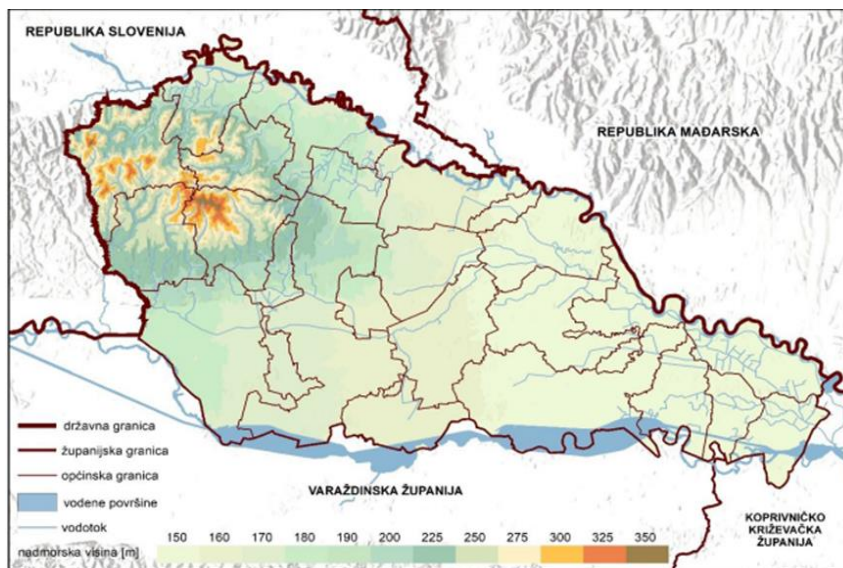 REPUBLIKA SLOVENIJA
REPUBLIKA MAĐARSKA
državna granica
županijska granica
općinska granica
vodene površine
vodotok
VARAŽDINSKA ŽUPANIJA
KOPRIVNIČKO
KRIŽEVAČKA
ŽUPANIJA
nadmorska visina [m]
150 160 170 180 190 200 225 250 275 300 325 350